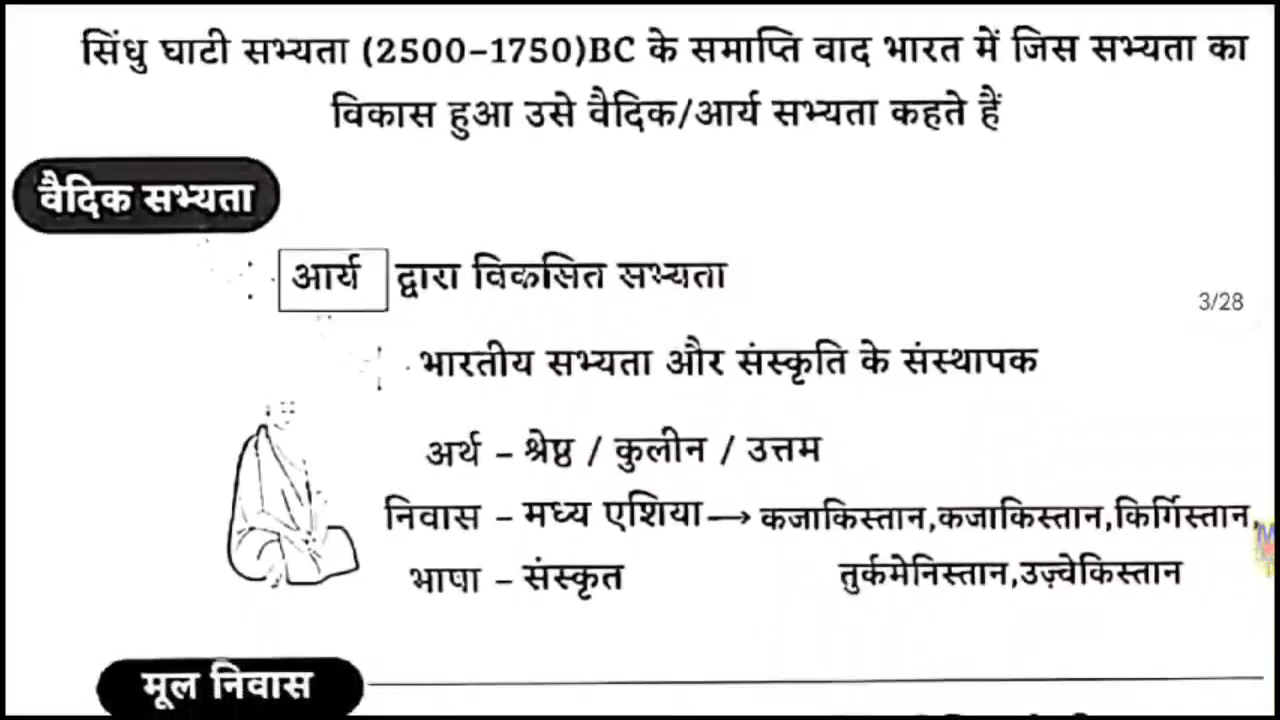 सिंधु घाटी सभ्यता (2500–1750)BC के समाप्ति वाद भारत में जिस सभ्यता का
विकास हुआ उसे वैदिक/आर्य सभ्यता कहते हैं
वैदिक सभ्यता
आर्य द्वारा विकसित सभ्यता
3/28
भारतीय सभ्यता और संस्कृति के संस्थापक
अर्थ – श्रेष्ठ / कुलीन / उत्तम
निवास – मध्य एशिया → कजाकिस्तान,कजाकिस्तान,किर्गिस्तान,
भाषा – संस्कृत तुर्कमेनिस्तान,उज़्वेकिस्तान
मूल निवास